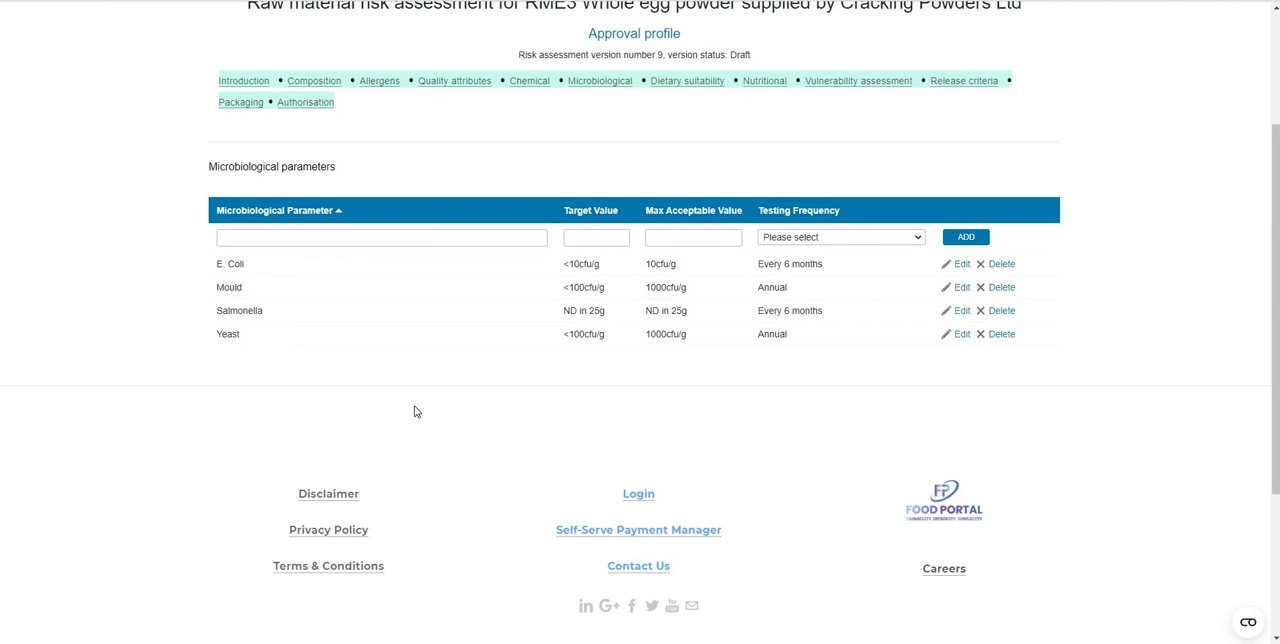 Raw material risk assessment for RME3 Whole egg powder supplied by Cracking Powders Ltd
Approval profile
Risk assessment version number 9, version status: Draft
Introduction • Composition • Allergens • Quality attributes • Chemical • Microbiological • Dietary suitability • Nutritional • Vulnerability assessment • Release criteria •
Packaging • Authorisation
Microbiological parameters
Microbiological Parameter Target Value Max Acceptable Value Testing Frequency
Please select ADD
E. Coli <10cfu/g 10cfu/g Every 6 months Edit Delete
Mould <100cfu/g 1000cfu/g Annual Edit Delete
Salmonella ND in 25g ND in 25g Every 6 months Edit Delete
Yeast <100cfu/g 1000cfu/g Annual Edit Delete
Disclaimer Login
FP
FOOD PORTAL
CAPABILITY INTEGRITY SIMPLICITY
Privacy Policy Self-Serve Payment Manager
Terms & Conditions Contact Us Careers